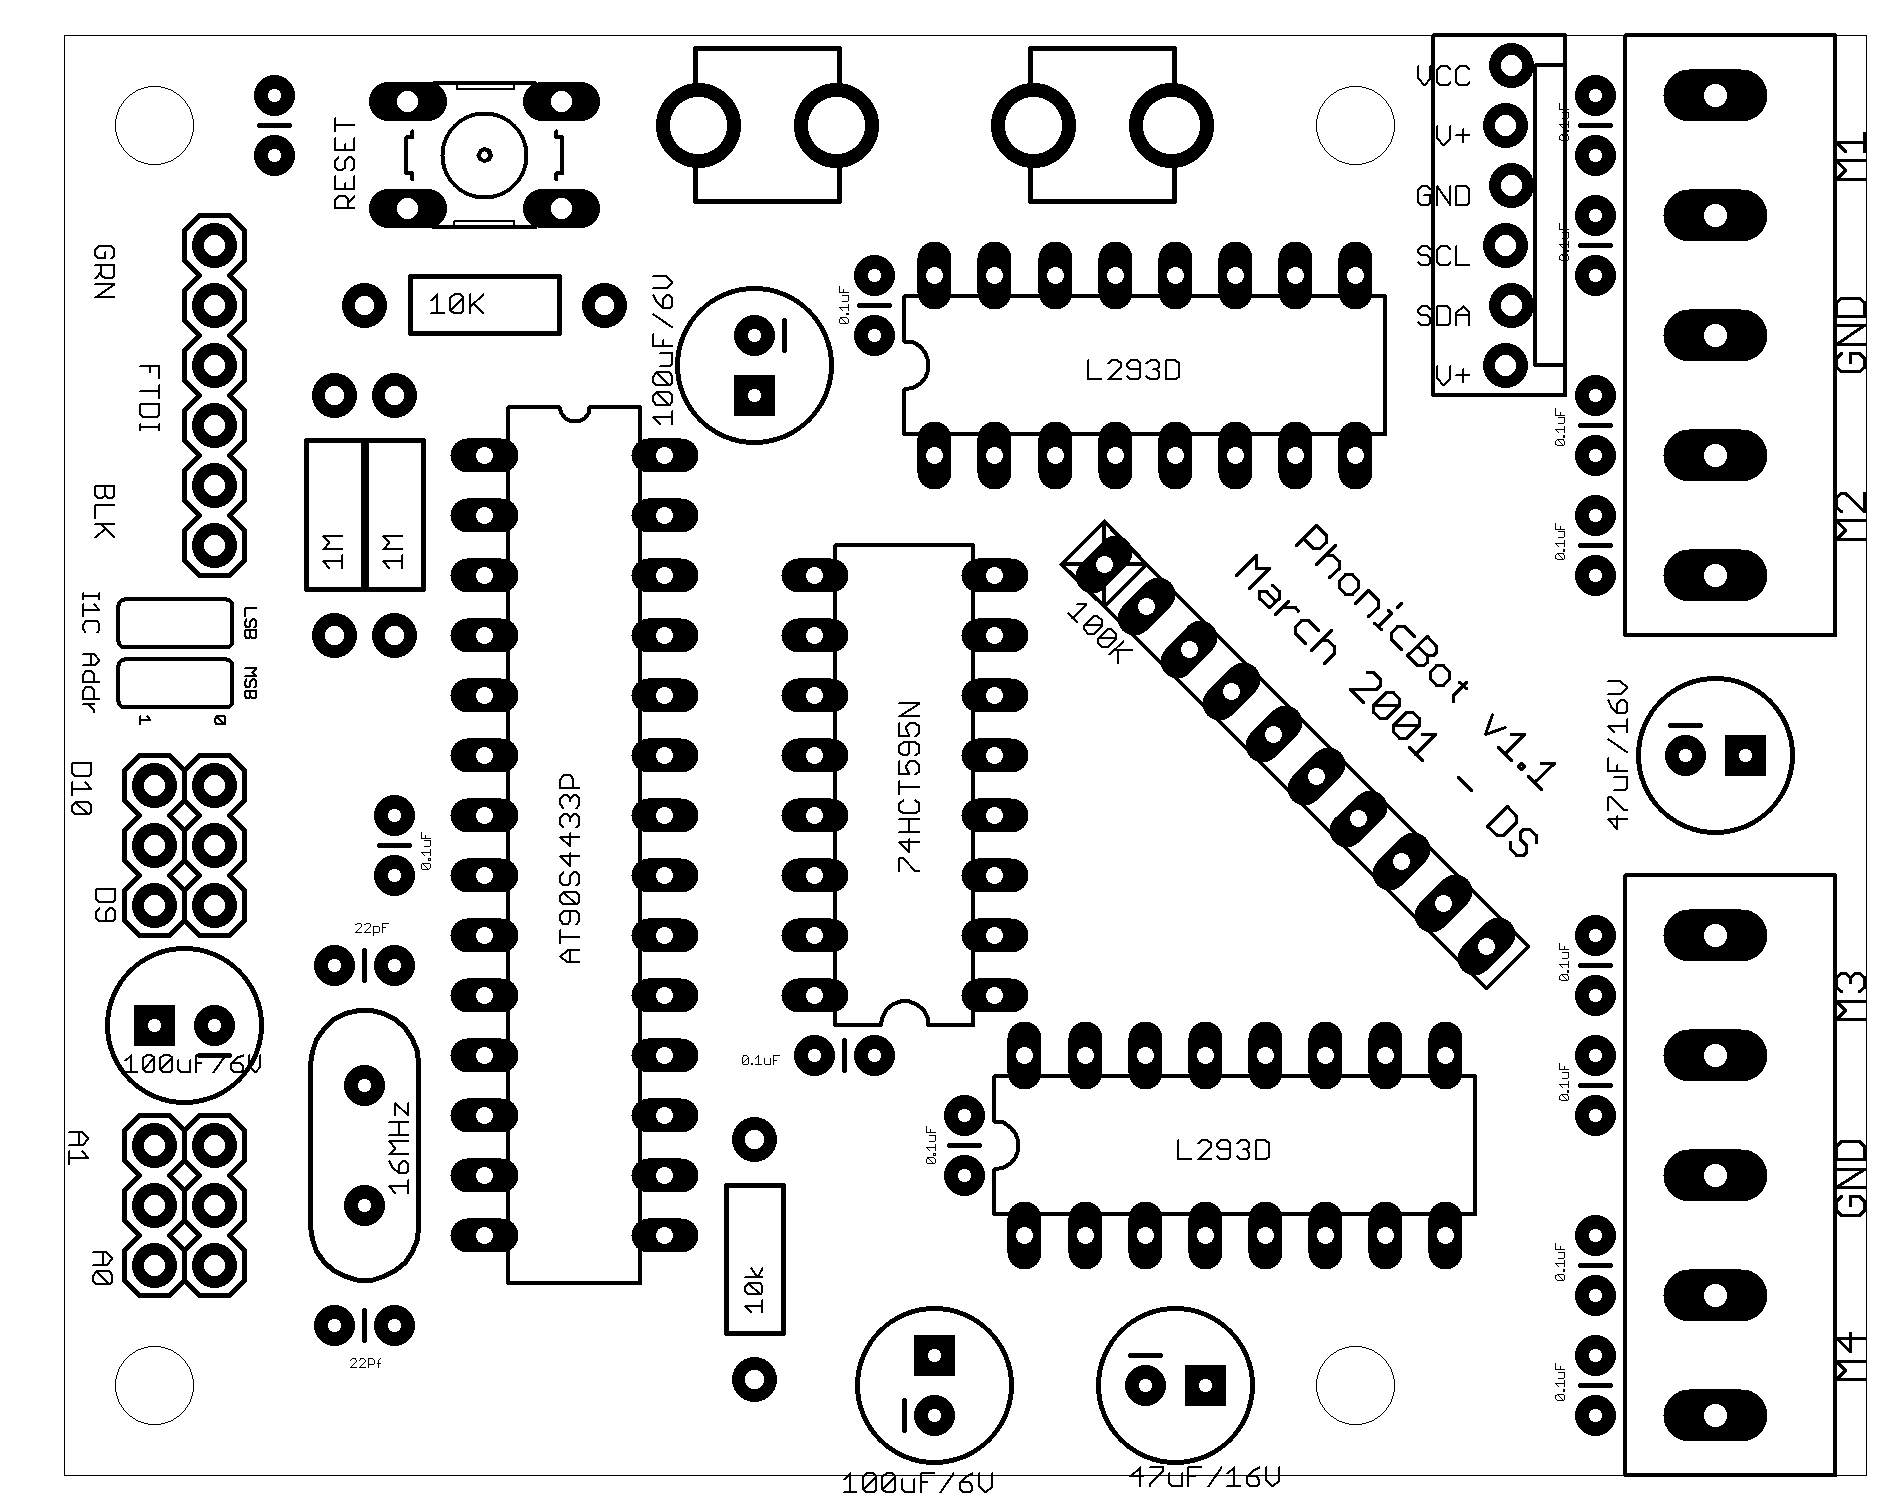 VCC
V+
GND
SCL
SDA
V+
RESET
0.1uF
0.1uF
M1
GRN
FTDI
BLK
10K
100uF/6V
0.1uF
L293D
GND
0.1uF
M2
0.1uF
1M
1M
I1C Addr
LSB
MSB
1
0
100K
PhonicBot v1.1
March 2001 - DS
47uF/16V
D10
D9
0.1uF
AT90S4433P
74HCT595N
22pF
100uF/6V
16MHz
0.1uF
0.1uF
L293D
0.1uF
M3
0.1uF
GND
0.1uF
M4
0.1uF
A1
A0
22Pf
10k
100uF/6V
47uF/16V